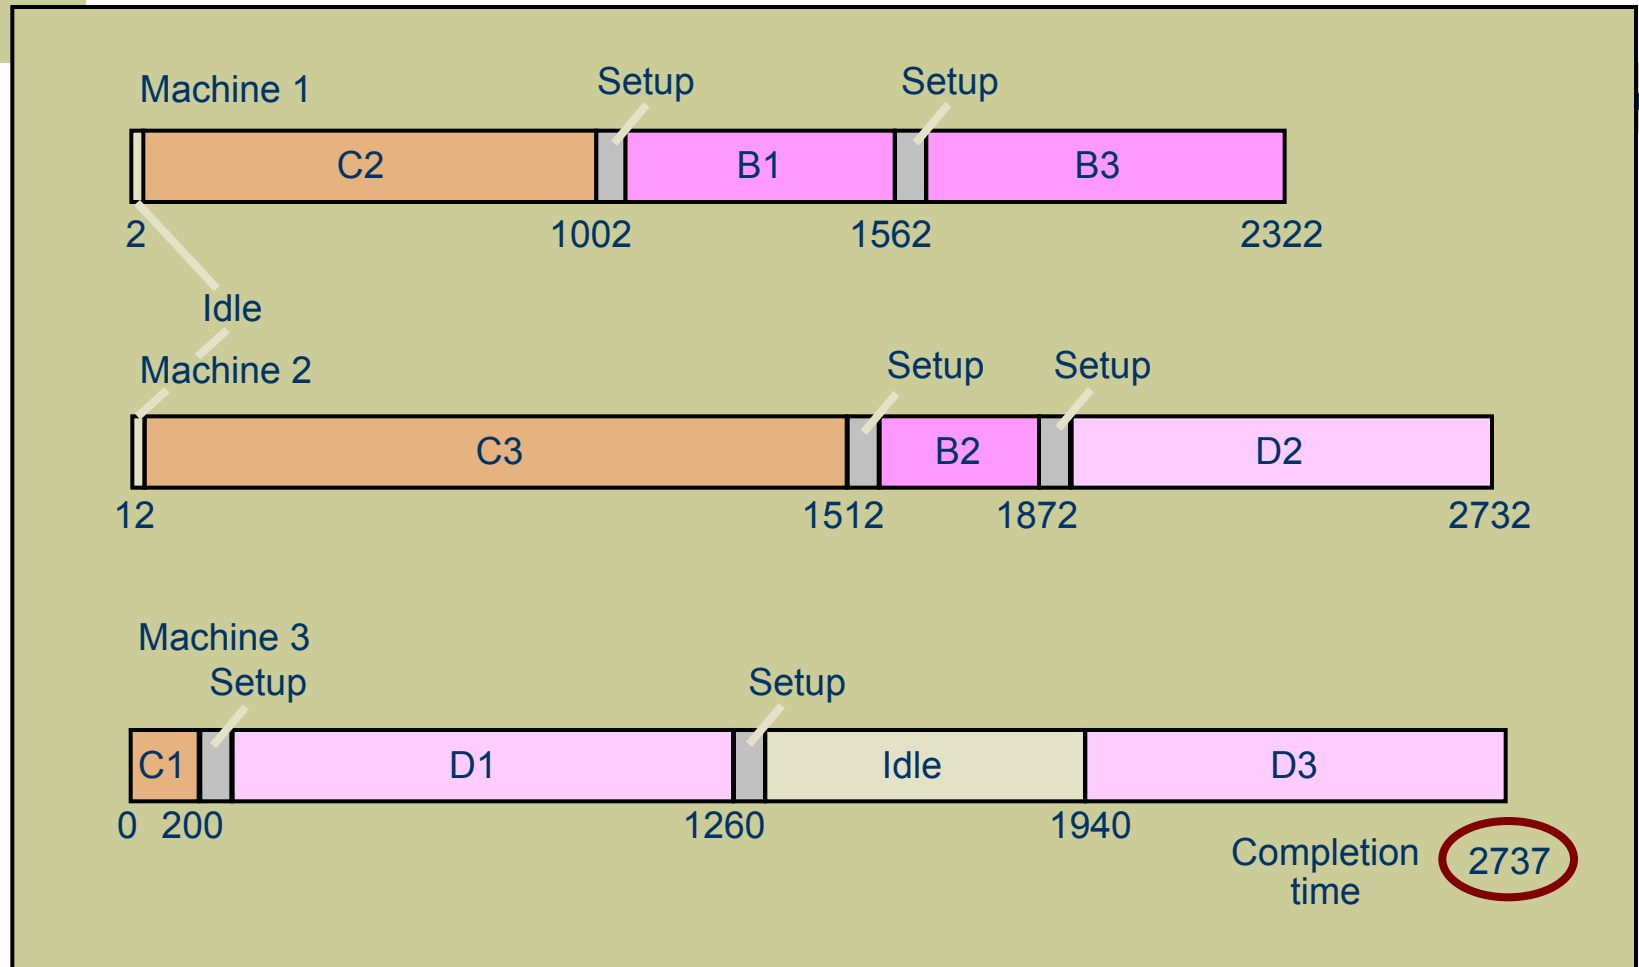 Machine 1
Setup
Setup
C2
B1
B3
2
1002
1562
2322
Idle
Machine 2
Setup
Setup
C3
B2
D2
12
1512
1872
2732
Machine 3
Setup
Setup
C1
D1
Idle
D3
0
200
1260
1940
Completion
time
2737